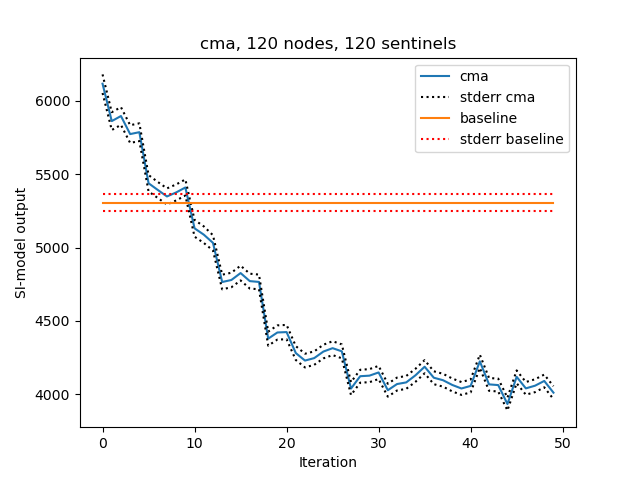 cma, 120 nodes, 120 sentinels
cma
stderr cma
baseline
stderr baseline
SI-model output
6000
5500
5000
4500
4000
0
10
20
30
40
50
Iteration